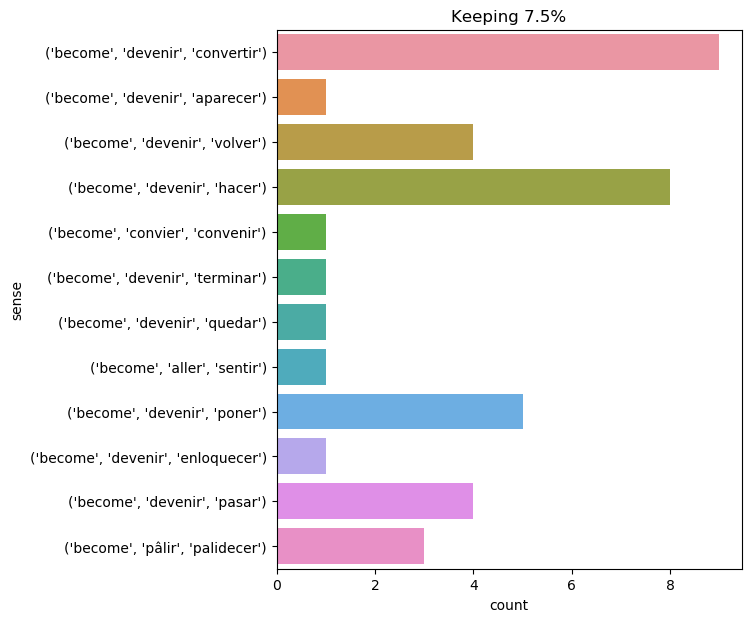 Keeping 7.5%
('become', 'devenir', 'convertir')
('become', 'devenir', 'aparecer')
('become', 'devenir', 'volver')
('become', 'devenir', 'hacer')
('become', 'convier', 'convenir')
('become', 'devenir', 'terminar')
('become', 'devenir', 'quedar')
('become', 'aller', 'sentir')
('become', 'devenir', 'poner')
('become', 'devenir', 'enloquecer')
('become', 'devenir', 'pasar')
('become', 'pâlir', 'palidecer')
sense
0 2 4 6 8
count